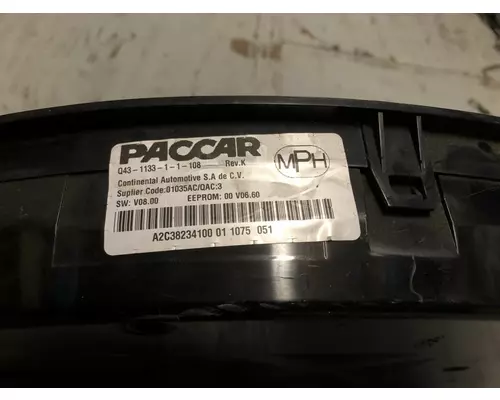 PACCAR
Q43-1133-1-1-108 Rev.K
MPH
Continental Automotive S.A de C.V.
Suplier Code:01035AC/QAC:3
SW: V08.00 EEPROM: 00 V06.60
A2C38234100 01 1075 051